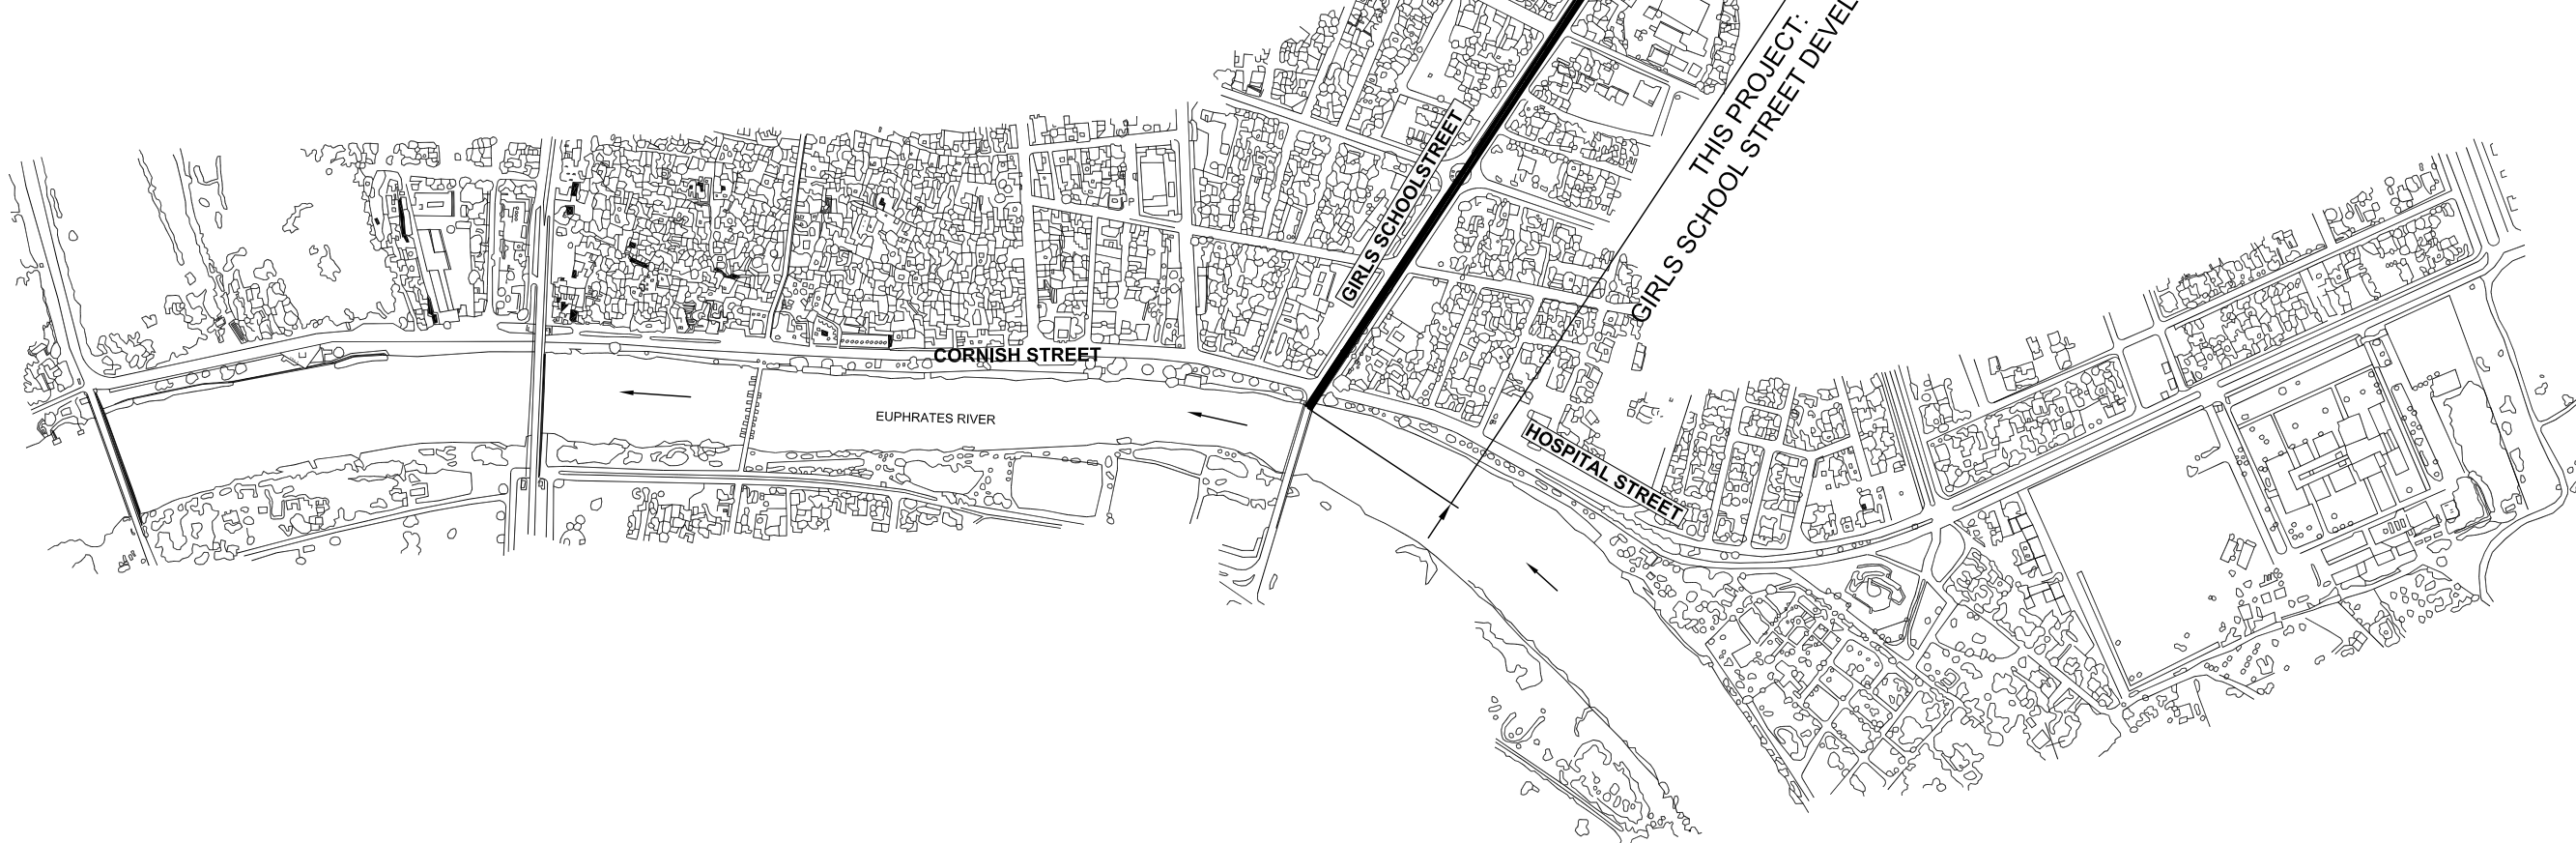 THIS PROJECT:
GIRLS SCHOOL STREET DEVEL
GIRLS SCHOOLSTREET
CORNISH STREET
EUPHRATES RIVER
HOSPITAL STREET